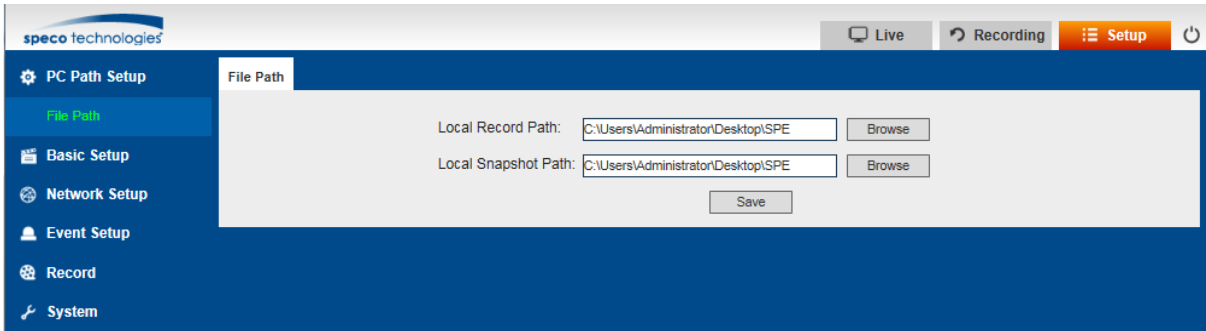 speco technologies
Live
Recording
Setup
PC Path Setup
File Path
Basic Setup
Network Setup
Event Setup
Record
System
File Path
Local Record Path: C:\Users\Administrator\Desktop\SPE Browse
Local Snapshot Path: C:\Users\Administrator\Desktop\SPE Browse
Save